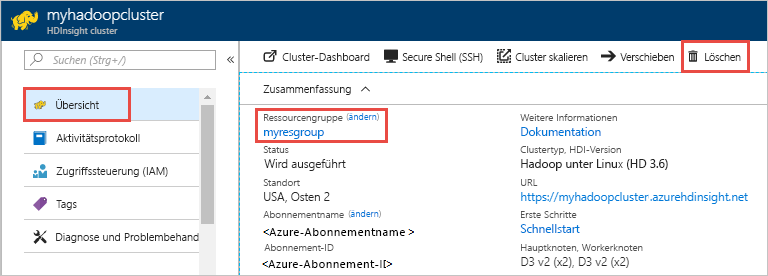 myhadoopcluster
HDInsight cluster
Suchen (Strg+/)
Übersicht
Aktivitätsprotokoll
Zugriffssteuerung (IAM)
Tags
Diagnose und Problembehand
Cluster-Dashboard Secure Shell (SSH) Cluster skalieren Verschieben Löschen
Zusammenfassung
Ressourcengruppe (ändern)
myresgroup
Status
Wird ausgeführt
Standort
USA, Osten 2
Abonnementname (ändern)
<Azure-Abonnementname >
Abonnement-ID
<Azure-Abonnement-ID>
Weitere Informationen
Dokumentation
Clustertyp, HDI-Version
Hadoop unter Linux (HD 3.6)
URL
https://myhadoopcluster.azurehdinsight.net
Erste Schritte
Schnellstart
Hauptknoten, Workerknoten
D3 v2 (x2), D3 v2 (x2)